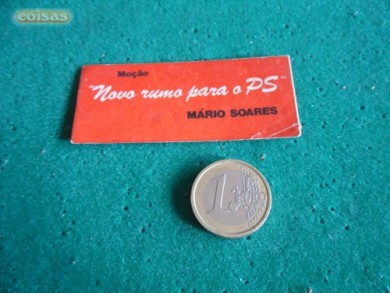 coisas
Moção
"Novo rumo para o PS"
MÁRIO SOARES
1